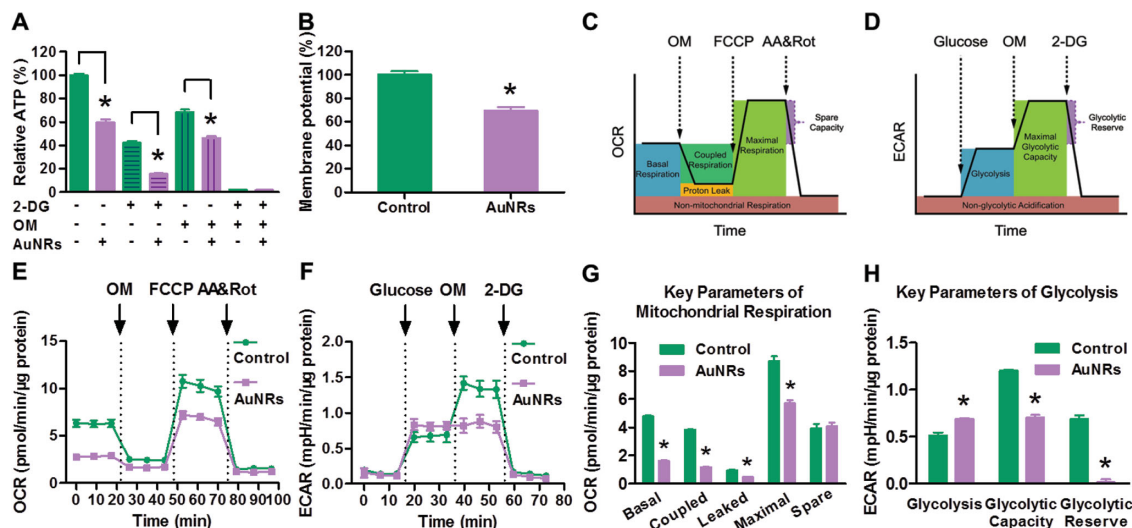 A
Relative ATP (%)
120
100
80
60
40
20
0
* * *
2-DG - - + + - - + +
OM - - - - + + + +
AuNRs - + - + - + - +
B
Membrane potential (%)
120
100
80
60
40
20
0
*
Control AuNRs
C
OM FCCP AA&Rot
OCR
Basal
Respiration
Coupled
Respiration
Proton Leak
Maximal
Respiration
Spare
Capacity
Non-mitochondrial Respiration
Time
D
Glucose OM 2-DG
ECAR
Glycolysis
Maximal
Glycolytic
Capacity
Glycolytic
Reserve
Non-glycolytic Acidification
Time
E
OM FCCP AA&Rot
OCR (pmol/min/μg protein)
15
10
5
0
Control
AuNRs
0 10 20 30 40 50 60 70 80 90 100
Time (min)
F
Glucose OM 2-DG
ECAR (mpH/min/μg protein)
2.0
1.5
1.0
0.5
0.0
Control
AuNRs
0 10 20 30 40 50 60 70 80
Time (min)
G
Key Parameters of
Mitochondrial Respiration
OCR (pmol/min/μg protein)
10
8
6
4
2
0
Control
AuNRs
* * * *
Basal Coupled Leaked Maximal Spare
H
Key Parameters of Glycolysis
ECAR (mpH/min/μg protein)
1.5
1.0
0.5
0.0
Control
AuNRs
* * *
Glycolysis Glycolytic Glycolytic
Capacity Reserve